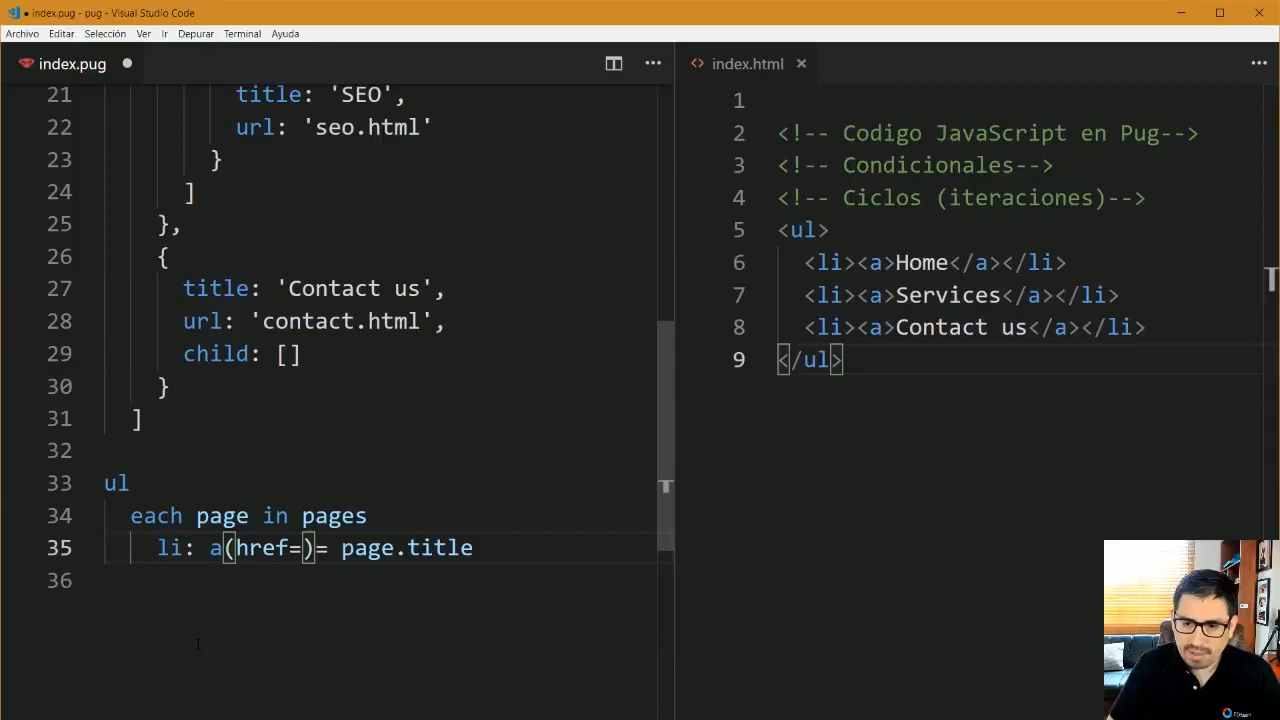 index.pug - pug - Visual Studio Code
Archivo Editar Selección Ver Ir Depurar Terminal Ayuda
index.pug
21 title: 'SEO',
22 url: 'seo.html'
23 }
24 ]
25 },
26 {
27 title: 'Contact us',
28 url: 'contact.html',
29 child: []
30 }
31 ]
32
33 ul
34 each page in pages
35 li: a(href=)= page.title
36
index.html
1
2 <!-- Codigo JavaScript en Pug-->
3 <!-- Condicionales-->
4 <!-- Ciclos (iteraciones)-->
5 <ul>
6 <li><a>Home</a></li>
7 <li><a>Services</a></li>
8 <li><a>Contact us</a></li>
9 </ul>